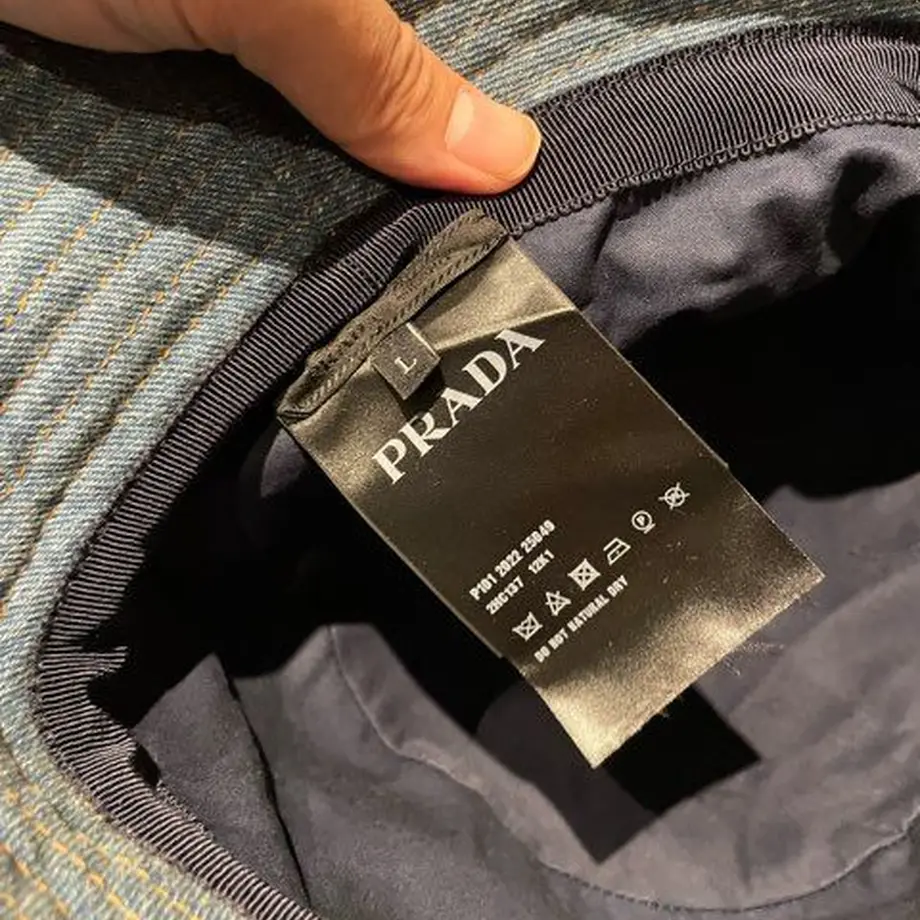 L
PRADA
P101 2022 25049
2HC137 12K1
DO NOT NATURAL DRY